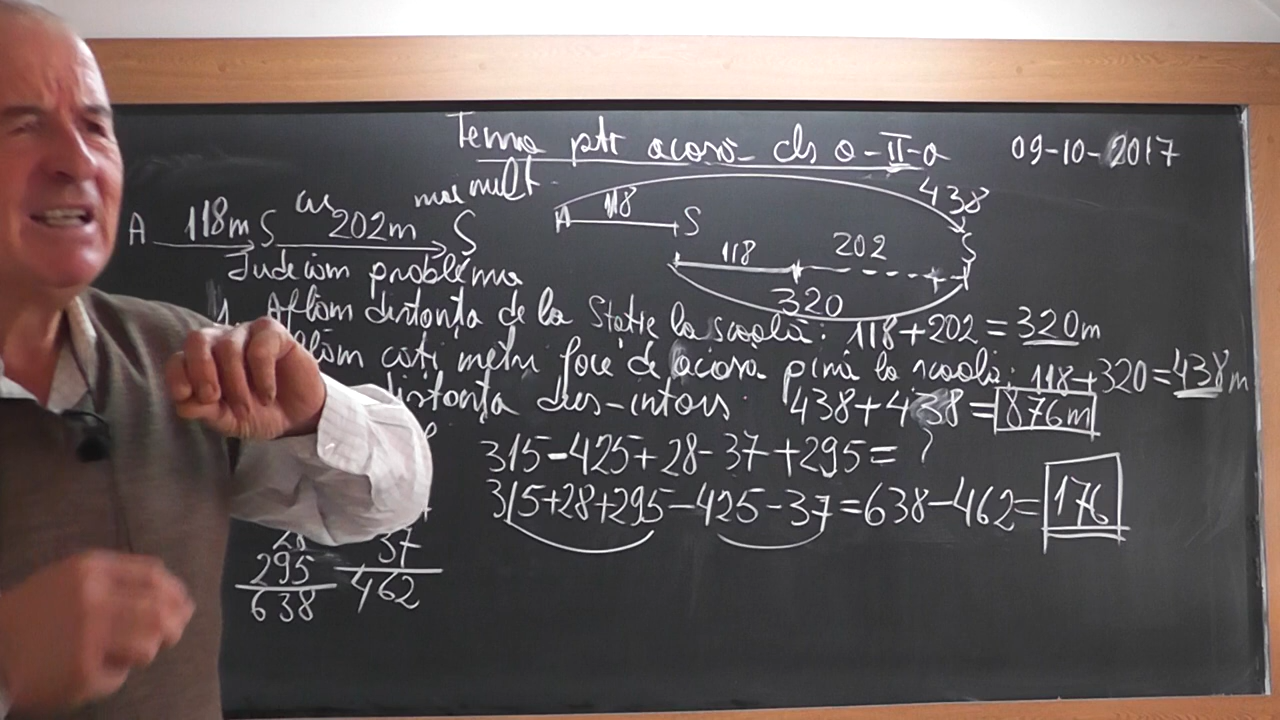 Tema ptr acasă cls a-II-a 09-10-2017
A 118m S cu 202m mai mult S
A 118 S 438
118 202 S
320
Judecăm problema
Aflăm distanța de la Stație la școală: 118+202=320m
câți metri face de acasă pînă la școală: 118+320=438m
distanța dus-întors. 438+438=876m
315-425+28-37+295= ?
315+28+295-425-37=638-462=176
28 37
295
638 462